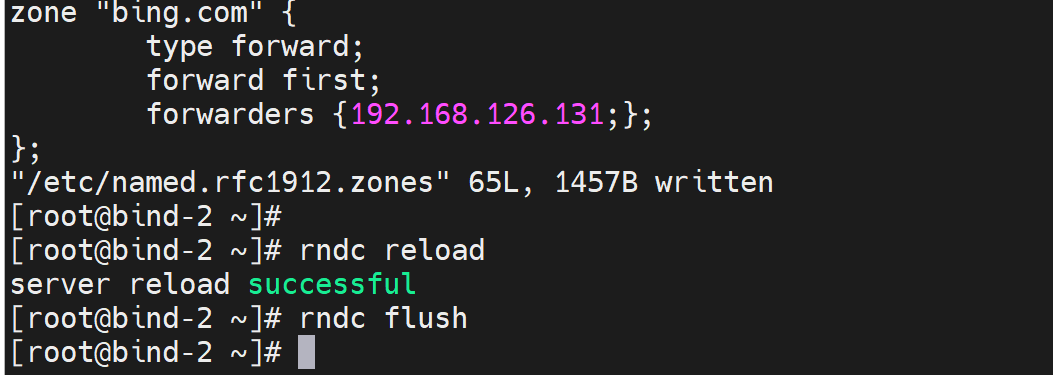 zone "bing.com" {
        type forward;
        forward first;
        forwarders {192.168.126.131;};
};
"/etc/named.rfc1912.zones" 65L, 1457B written
[root@bind-2 ~]#
[root@bind-2 ~]# rndc reload
server reload successful
[root@bind-2 ~]# rndc flush
[root@bind-2 ~]#